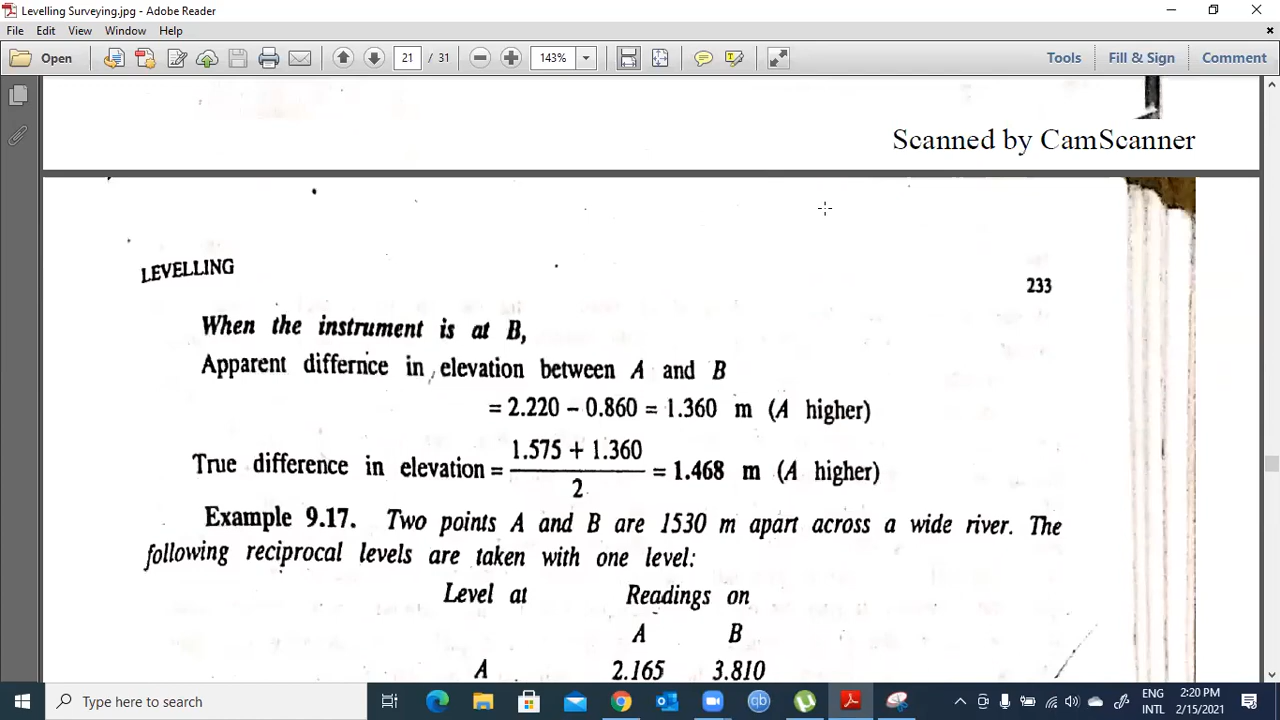 Levelling Surveying.jpg - Adobe Reader
File Edit View Window Help
Open 21 / 31 143% Tools Fill & Sign Comment
Scanned by CamScanner
LEVELLING
233
When the instrument is at B,
Apparent differnce in elevation between A and B
= 2.220 – 0.860 = 1.360 m (A higher)
True difference in elevation = 1.575 + 1.360 / 2 = 1.468 m (A higher)
Example 9.17. Two points A and B are 1530 m apart across a wide river. The
following reciprocal levels are taken with one level:
Level at Readings on
A B
A 2.165 3.810
Type here to search
ENG 2:20 PM
INTL 2/15/2021